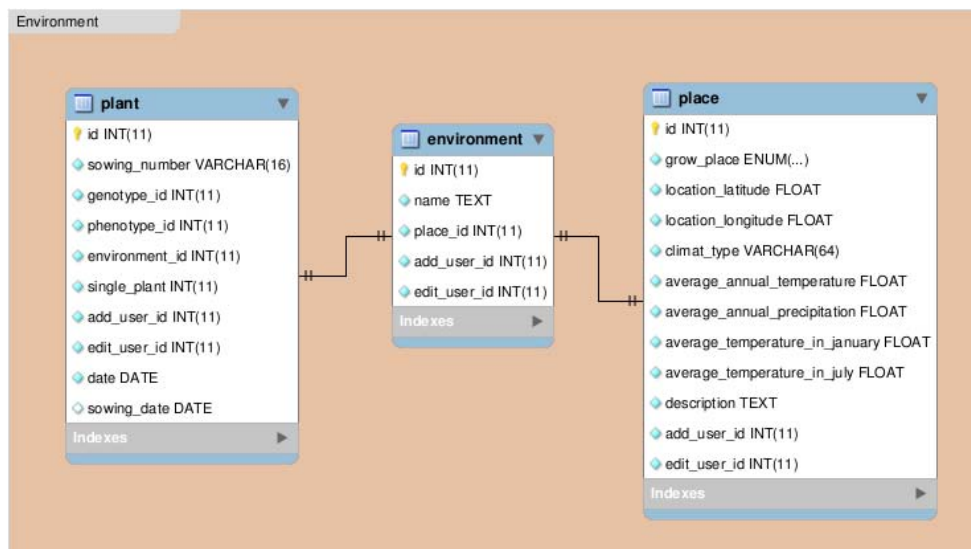 Environment
plant
id INT(11)
sowing_number VARCHAR(16)
genotype_id INT(11)
phenotype_id INT(11)
environment_id INT(11)
single_plant INT(11)
add_user_id INT(11)
edit_user_id INT(11)
date DATE
sowing_date DATE
Indexes
environment
id INT(11)
name TEXT
place_id INT(11)
add_user_id INT(11)
edit_user_id INT(11)
Indexes
place
id INT(11)
grow_place ENUM(...)
location_latitude FLOAT
location_longitude FLOAT
climat_type VARCHAR(64)
average_annual_temperature FLOAT
average_annual_precipitation FLOAT
average_temperature_in_january FLOAT
average_temperature_in_july FLOAT
description TEXT
add_user_id INT(11)
edit_user_id INT(11)
Indexes